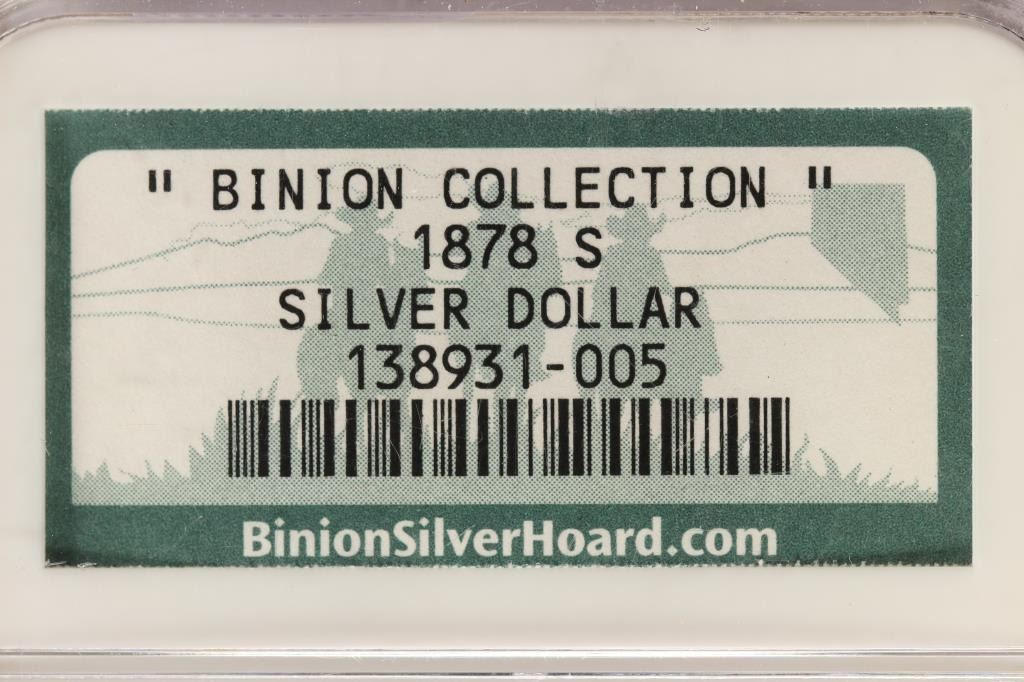 " BINION COLLECTION "
1878 S
SILVER DOLLAR
138931-005
BinionSilverHoard.com